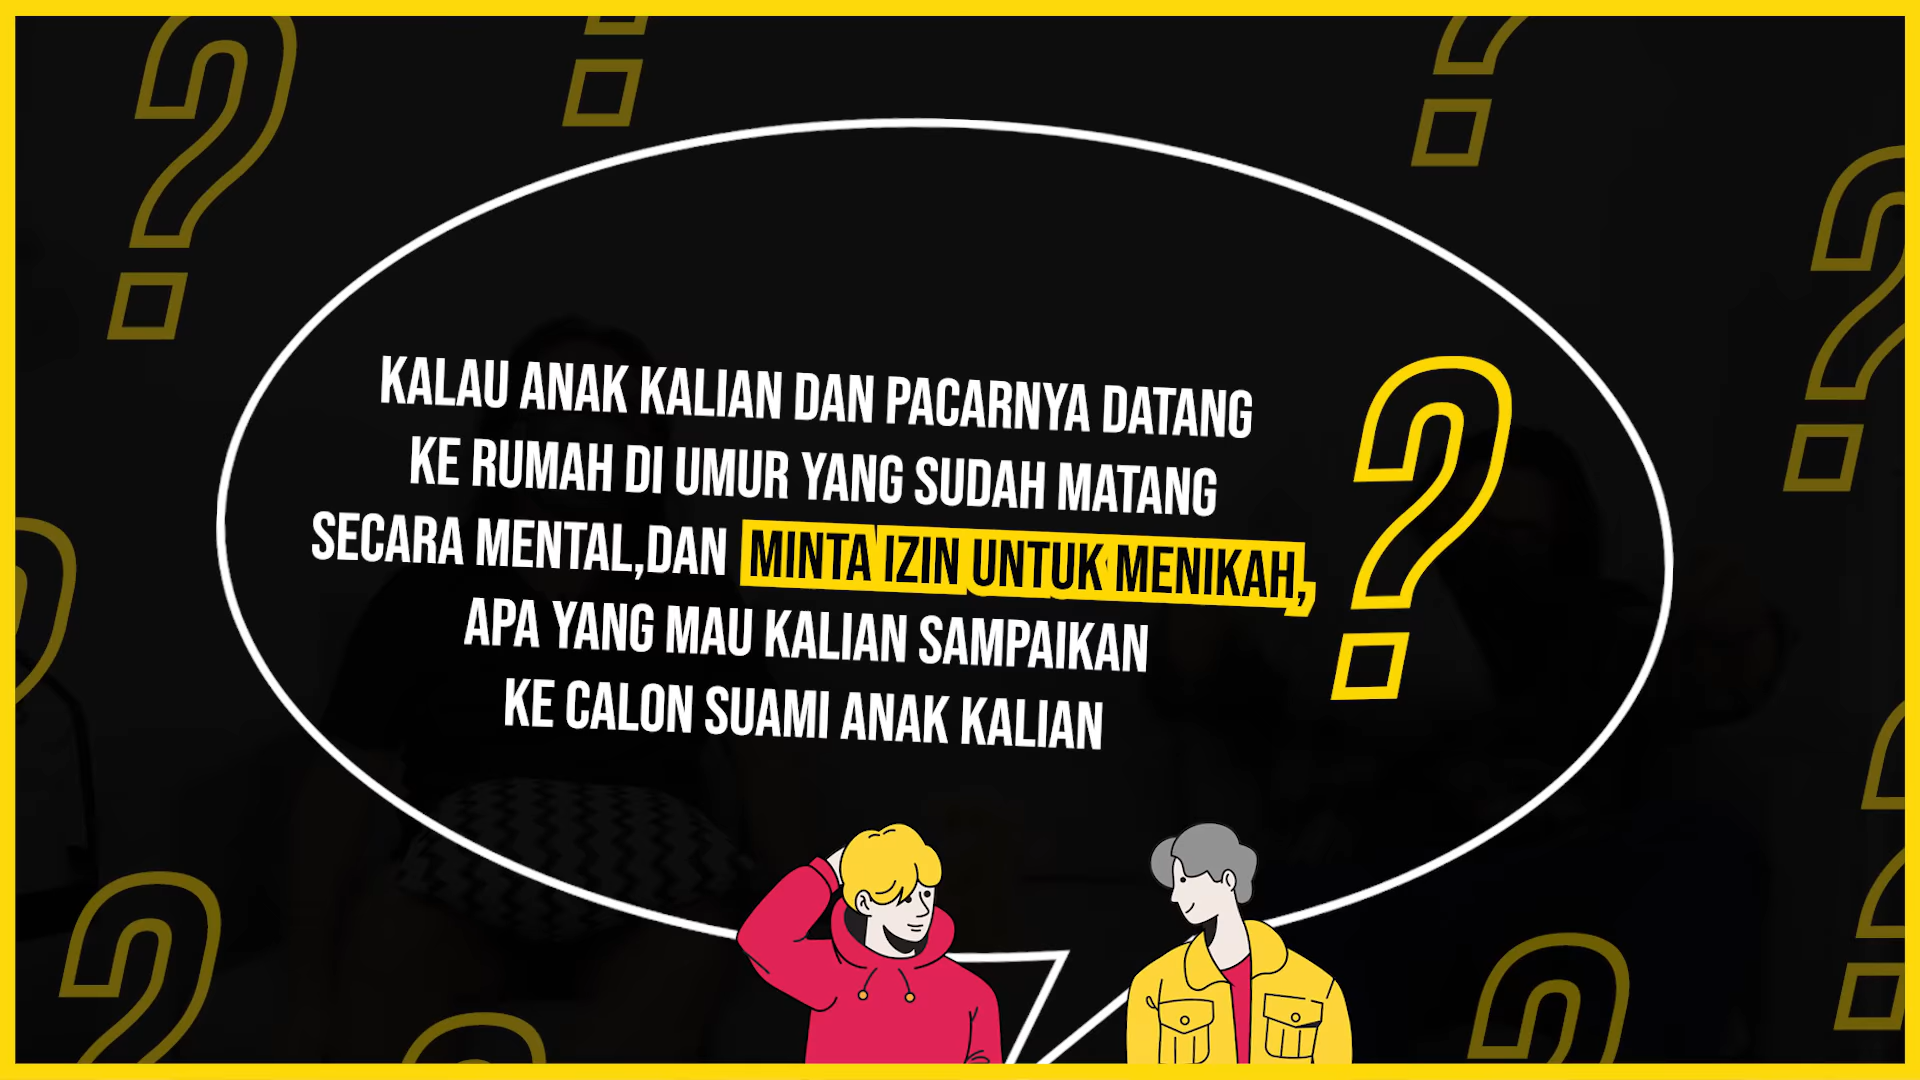 KALAU ANAK KALIAN DAN PACARNYA DATANG
KE RUMAH DI UMUR YANG SUDAH MATANG
SECARA MENTAL,DAN MINTA IZIN UNTUK MENIKAH,
APA YANG MAU KALIAN SAMPAIKAN
KE CALON SUAMI ANAK KALIAN
?